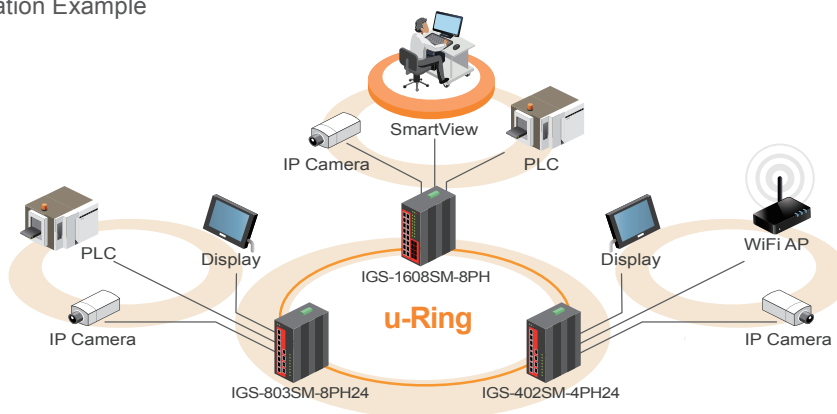 ation Example
SmartView
IP Camera
PLC
PLC
Display
IGS-1608SM-8PH
Display
WiFi AP
u-Ring
IP Camera
IP Camera
IGS-803SM-8PH24
IGS-402SM-4PH24